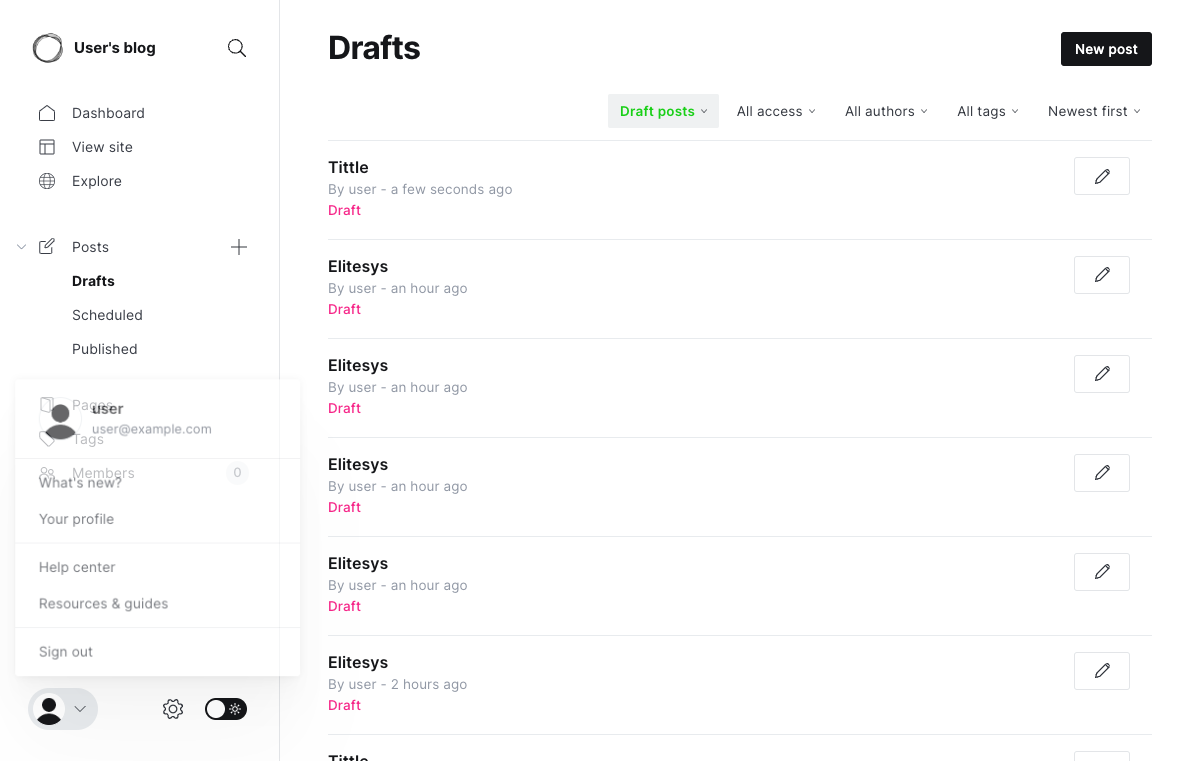 User's blog
Dashboard
View site
Explore
Posts
Drafts
Scheduled
Published
Pages
user
user@example.com
Tags
Members
0
What's new?
Your profile
Help center
Resources & guides
Sign out
Drafts
New post
Draft posts
All access
All authors
All tags
Newest first
Tittle
By user - a few seconds ago
Draft
Elitesys
By user - an hour ago
Draft
Elitesys
By user - an hour ago
Draft
Elitesys
By user - an hour ago
Draft
Elitesys
By user - an hour ago
Draft
Elitesys
By user - 2 hours ago
Draft
Tittle